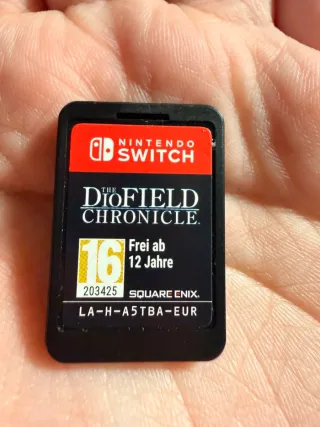 NINTENDO
SWITCH
THE
DIOFIELD
CHRONICLE
16
203425
Frei ab
12 Jahre
SQUARE ENIX.
LA-H-A5TBA-EUR